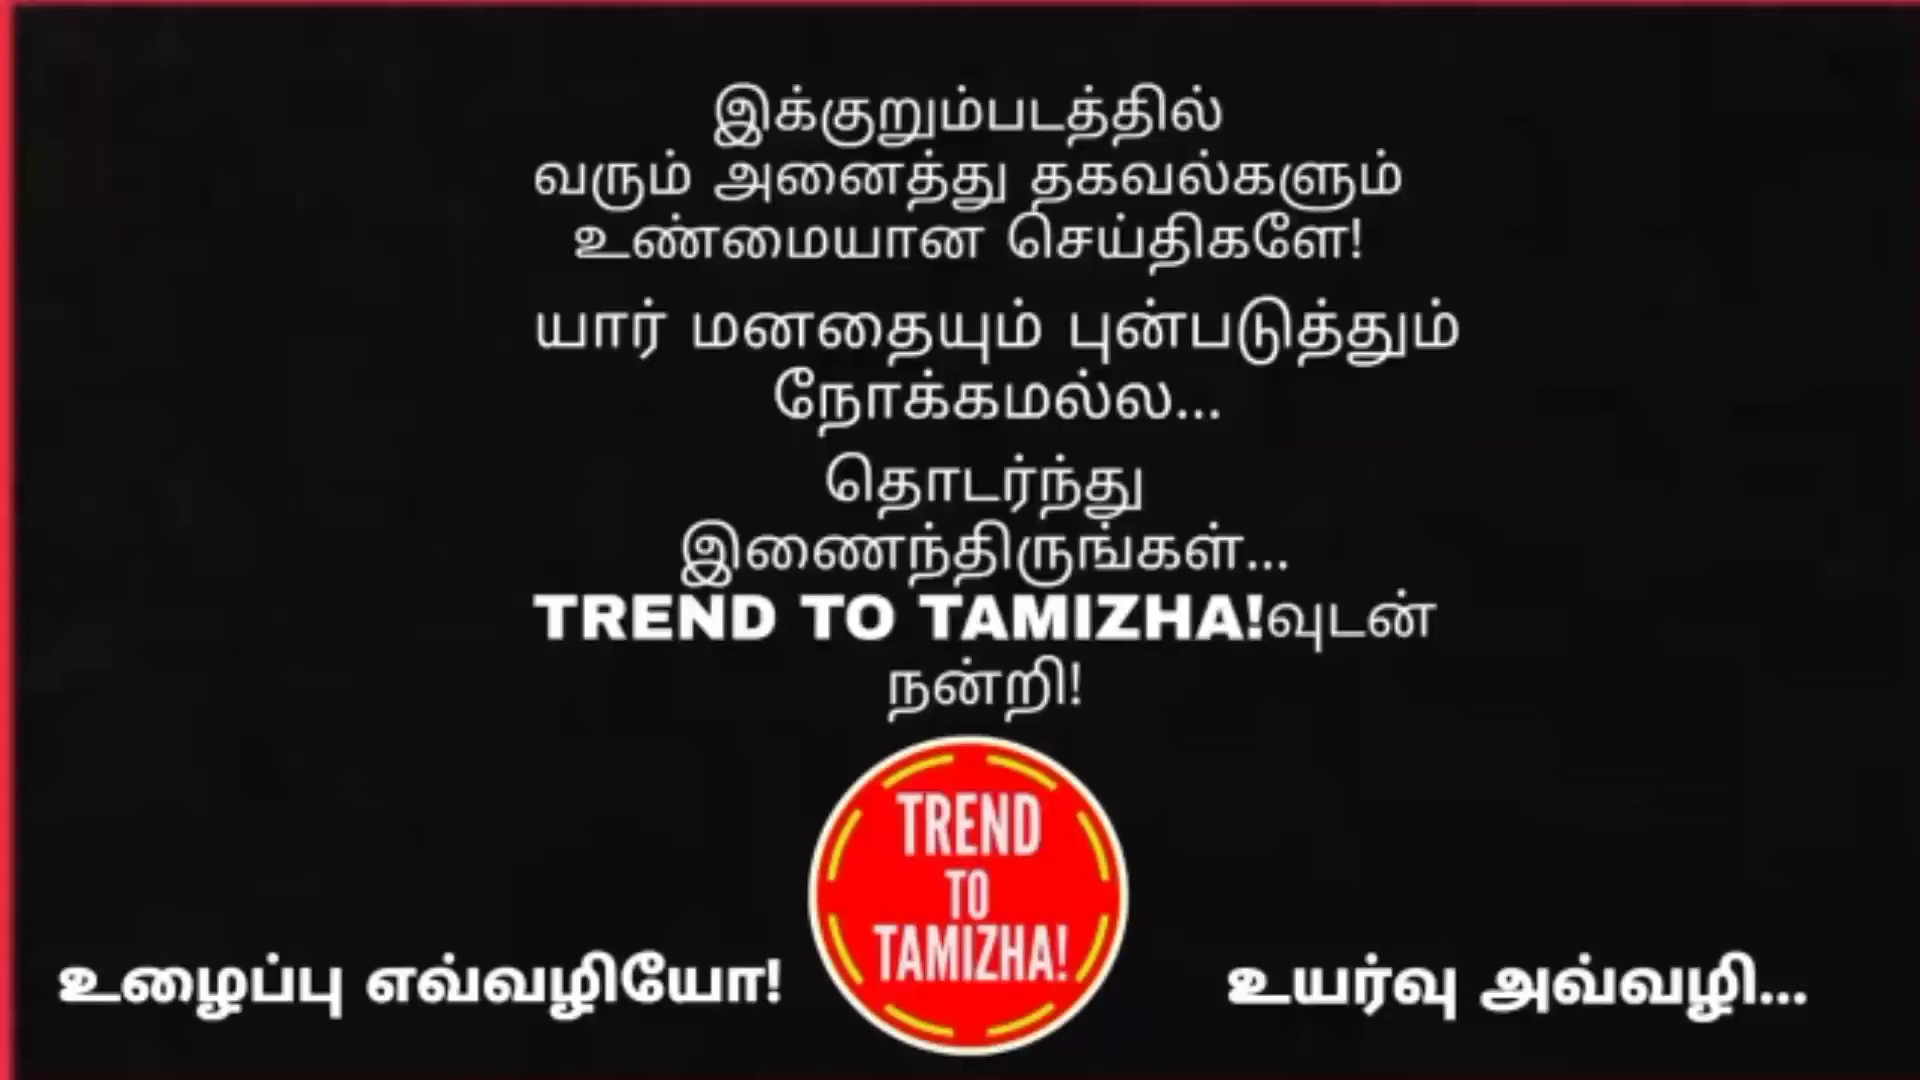 இக்குறும்படத்தில்
வரும் அனைத்து தகவல்களும்
உண்மையான செய்திகளே!
யார் மனதையும் புன்படுத்தும்
நோக்கமல்ல...
தொடர்ந்து
இணைந்திருங்கள்...
TREND TO TAMIZHA!வுடன்
நன்றி!
TREND
TO
TAMIZHA!
உழைப்பு எவ்வழியோ!
உயர்வு அவ்வழி...